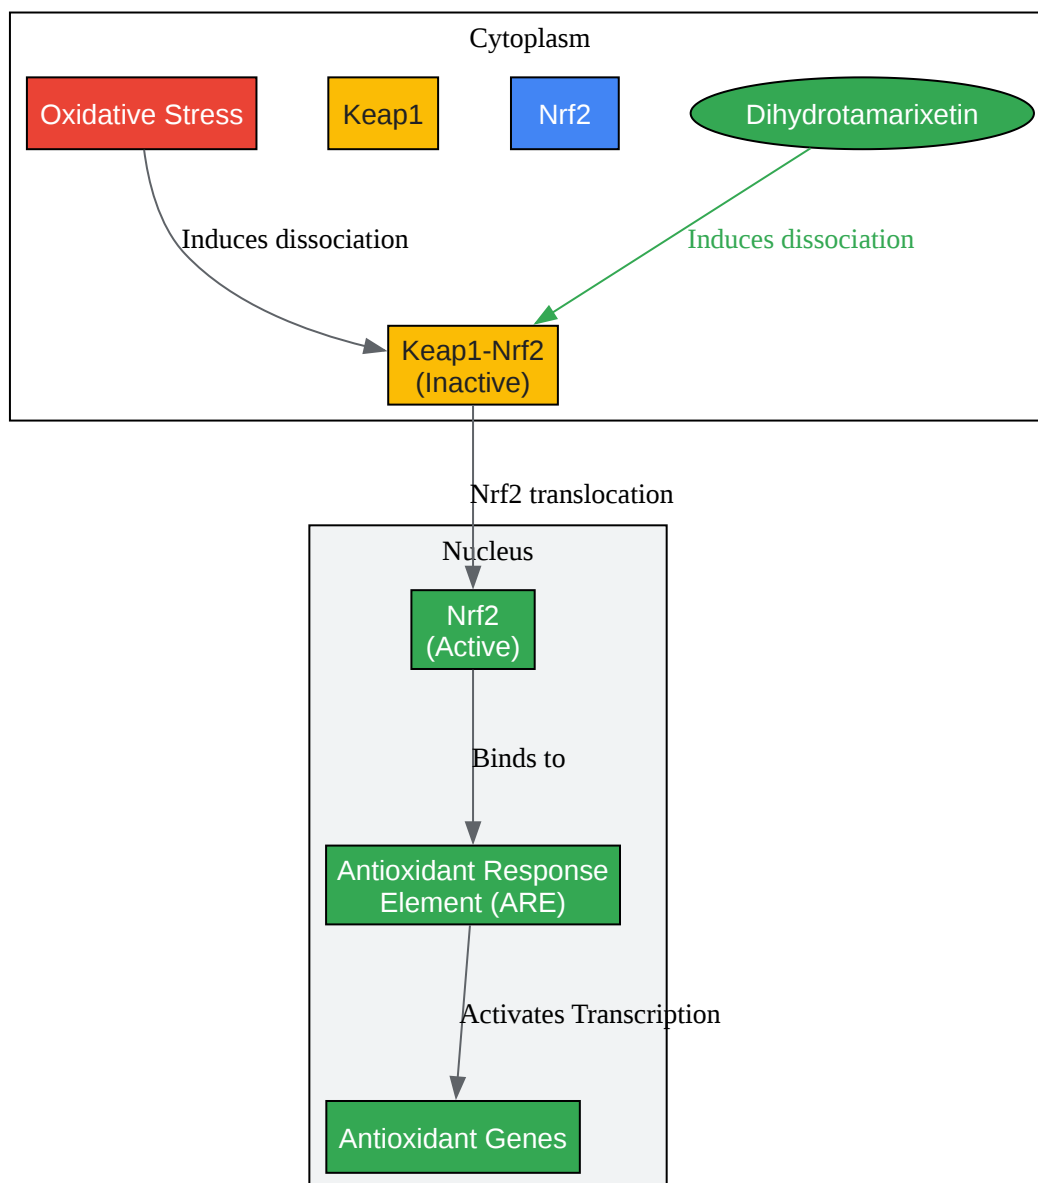 Cytoplasm
Oxidative Stress
Keap1
Nrf2
Dihydrotamarixetin
Induces dissociation
Induces dissociation
Keap1-Nrf2
(Inactive)
Nrf2 translocation
Nucleus
Nrf2
(Active)
Binds to
Antioxidant Response
Element (ARE)
Activates Transcription
Antioxidant Genes